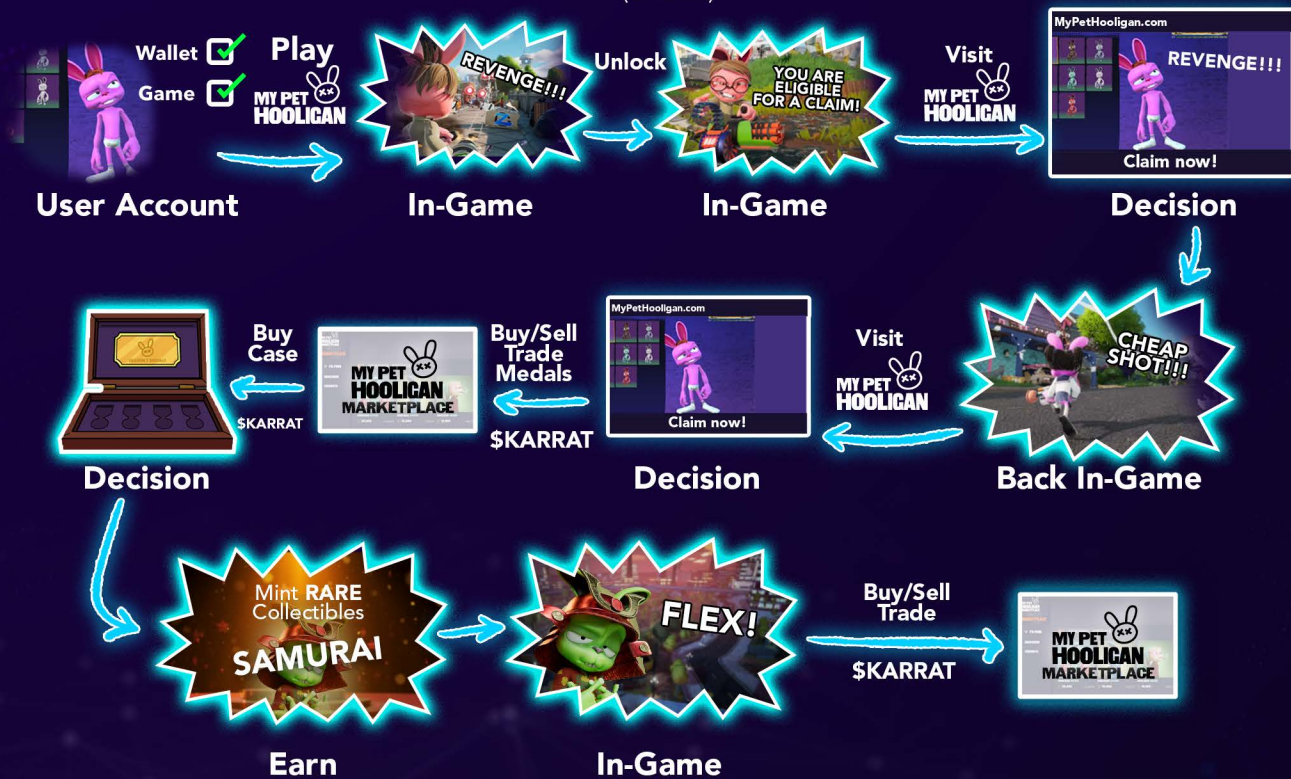 Wallet
Game
Play
MY PET
HOOLIGAN
User Account
REVENGE!!!
In-Game
Unlock
YOU ARE
ELIGIBLE
FOR A CLAIM!
In-Game
Visit
MY PET
HOOLIGAN
MyPetHooligan.com
REVENGE!!!
Claim now!
Decision
CHEAP
SHOT!!!
Back In-Game
Visit
MY PET
HOOLIGAN
MyPetHooligan.com
Claim now!
Decision
Buy/Sell
Trade
Medals
$KARRAT
MY PET
HOOLIGAN
MARKETPLACE
Buy
Case
$KARRAT
Decision
Mint RARE
Collectibles
SAMURAI
Earn
FLEX!
In-Game
Buy/Sell
Trade
$KARRAT
MY PET
HOOLIGAN
MARKETPLACE